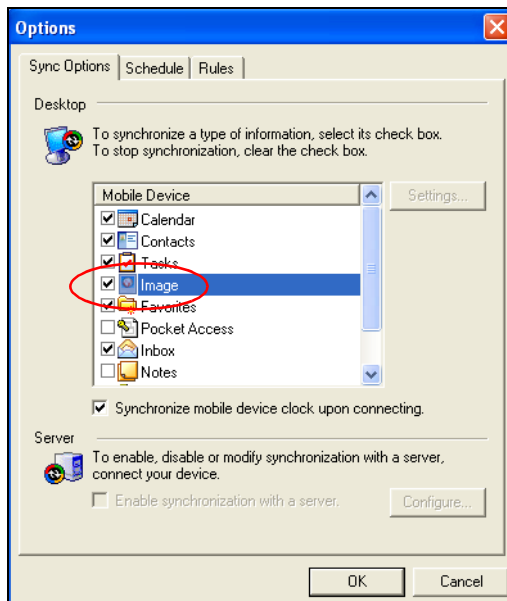 Options
Sync Options Schedule Rules
Desktop
To synchronize a type of information, select its check box.
To stop synchronization, clear the check box.
Mobile Device
Settings...
Calendar
Contacts
Tasks
Image
Favorites
Pocket Access
Inbox
Notes
Synchronize mobile device clock upon connecting.
Server
To enable, disable or modify synchronization with a server,
connect your device.
Enable synchronization with a server.
Configure...
OK Cancel